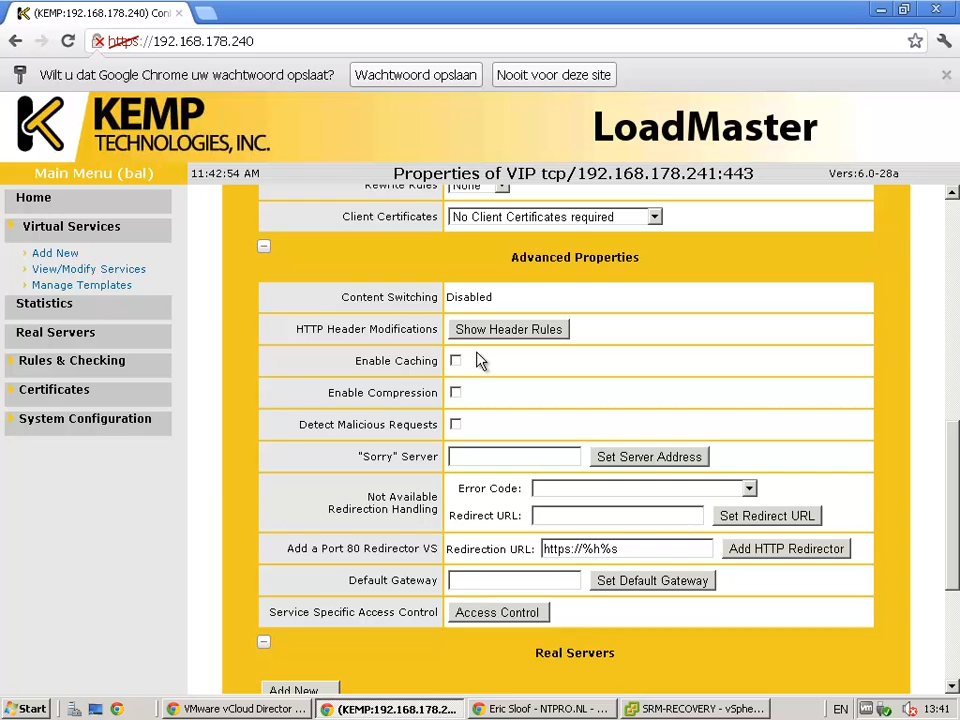 (KEMP:192.168.178.240) Con
https://192.168.178.240
Wilt u dat Google Chrome uw wachtwoord opslaat?
Wachtwoord opslaan
Nooit voor deze site
KEMP
TECHNOLOGIES, INC.
LoadMaster
Main Menu (bal)
11:42:54 AM
Properties of VIP tcp/192.168.178.241:443
Vers:6.0-28a
Home
Virtual Services
Add New
View/Modify Services
Manage Templates
Statistics
Real Servers
Rules & Checking
Certificates
System Configuration
Rewrite Rules None
Client Certificates No Client Certificates required
Advanced Properties
Content Switching Disabled
HTTP Header Modifications Show Header Rules
Enable Caching
Enable Compression
Detect Malicious Requests
"Sorry" Server Set Server Address
Not Available
Redirection Handling
Error Code:
Redirect URL: Set Redirect URL
Add a Port 80 Redirector VS Redirection URL: https://%h%s Add HTTP Redirector
Default Gateway Set Default Gateway
Service Specific Access Control Access Control
Real Servers
Add New ...
Start
VMware vCloud Director ...
(KEMP:192.168.178.2...
Eric Sloof - NTPRO.NL - ...
SRM-RECOVERY - vSphe...
EN
13:41